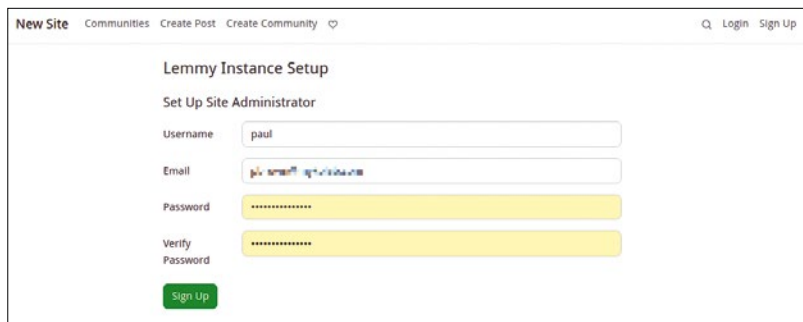 New Site Communities Create Post Create Community Login Sign Up
Lemmy Instance Setup
Set Up Site Administrator
Username paul
Email
Password ••••••••••••••
Verify Password ••••••••••••••
Sign Up